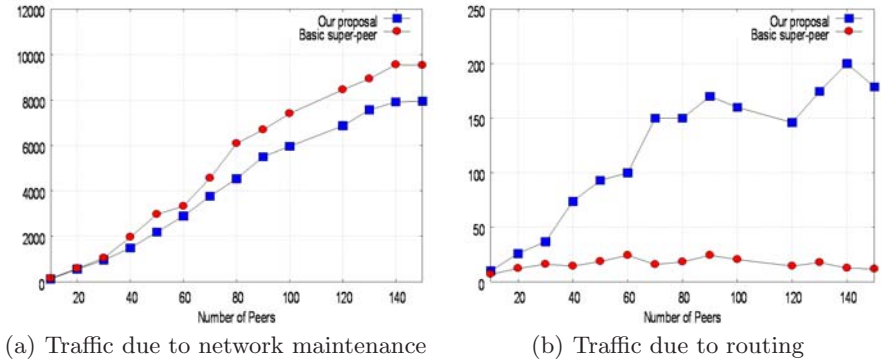 12000
10000
8000
6000
4000
2000
0
Our proposal
Basic super-peer
20 40 60 80 100 120 140
Number of Peers
(a) Traffic due to network maintenance
250
200
150
100
50
0
Our proposal
Basic super-peer
20 40 60 80 100 120 140
Number of Peers
(b) Traffic due to routing